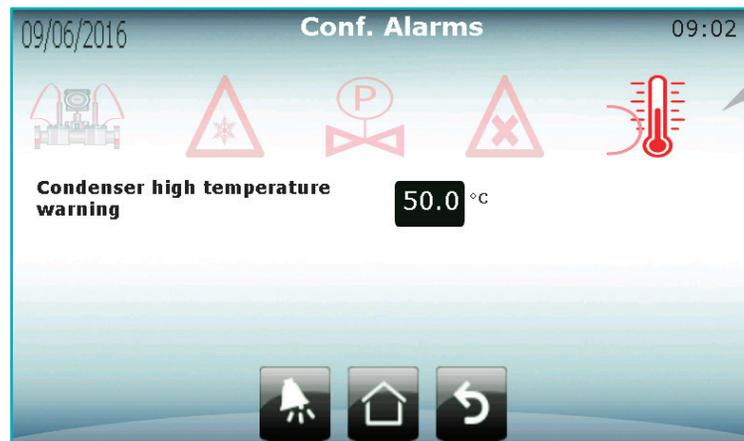 09/06/2016
Conf. Alarms
09:02
P
Condenser high temperature
warning
50.0 °C